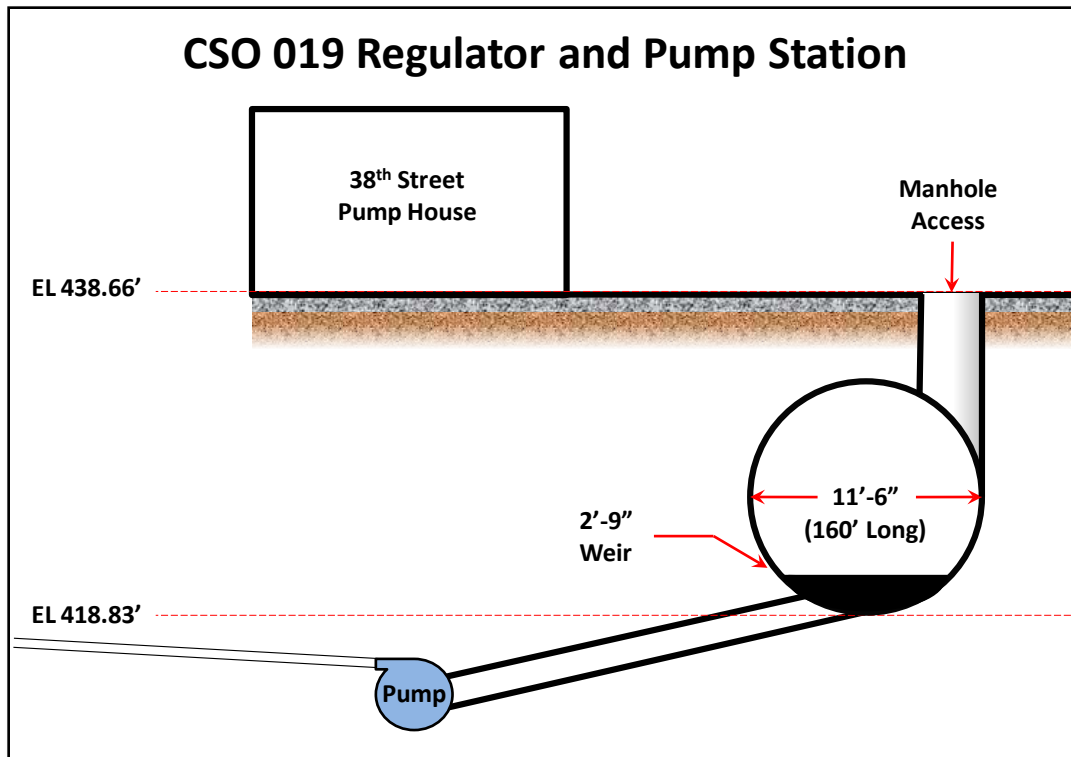 CSO 019 Regulator and Pump Station
38th Street
Pump House
Manhole
Access
EL 438.66’
11’-6”
(160’ Long)
2’-9”
Weir
EL 418.83’
Pump